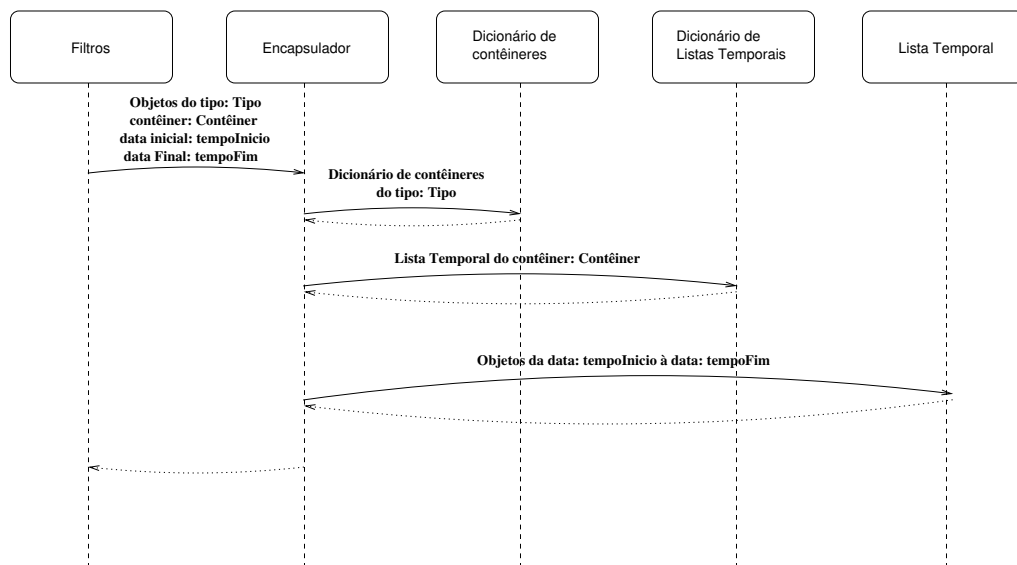 Filtros
Encapsulador
Dicionário de
contêineres
Dicionário de
Listas Temporais
Lista Temporal
Objetos do tipo: Tipo
contêiner: Contêiner
data inicial: tempoInicio
data Final: tempoFim
Dicionário de contêineres
do tipo: Tipo
Lista Temporal do contêiner: Contêiner
Objetos da data: tempoInicio à data: tempoFim